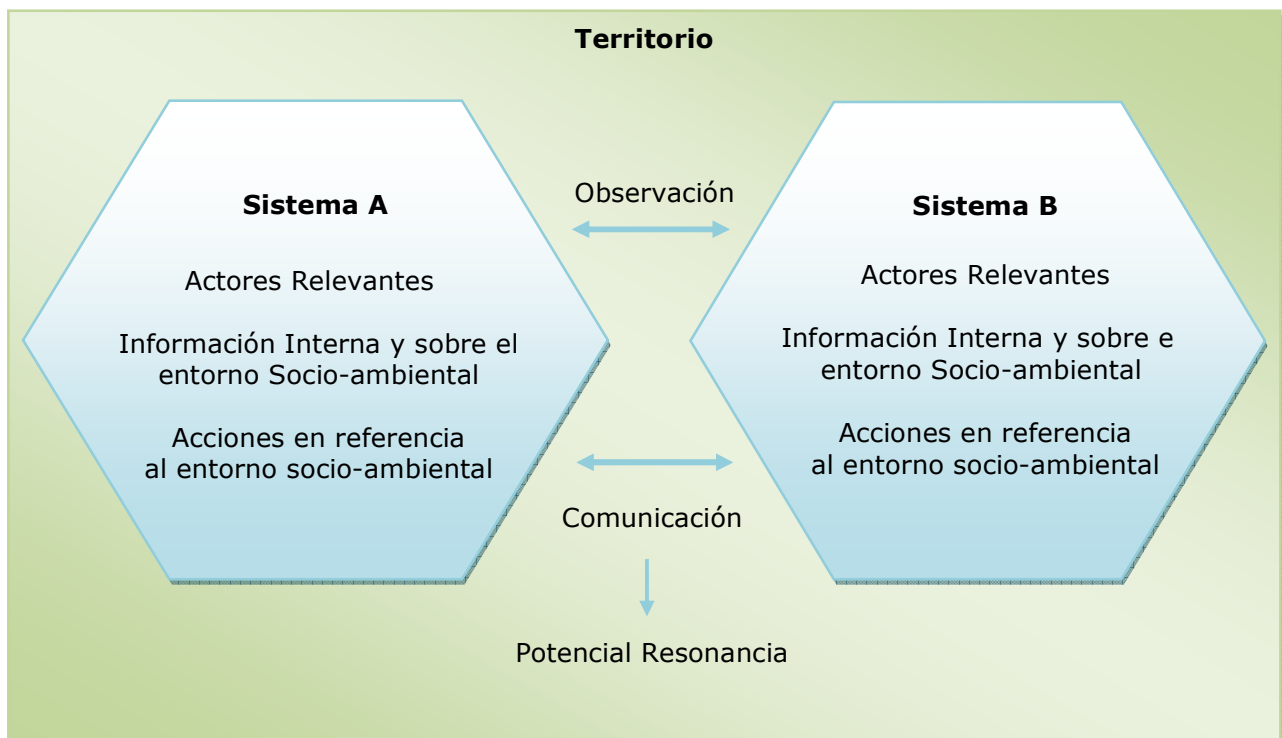 Territorio
Sistema A
Actores Relevantes
Información Interna y sobre el
entorno Socio-ambiental
Acciones en referencia
al entorno socio-ambiental
Observación
Comunicación
Potencial Resonancia
Sistema B
Actores Relevantes
Información Interna y sobre e
entorno Socio-ambiental
Acciones en referencia
al entorno socio-ambiental